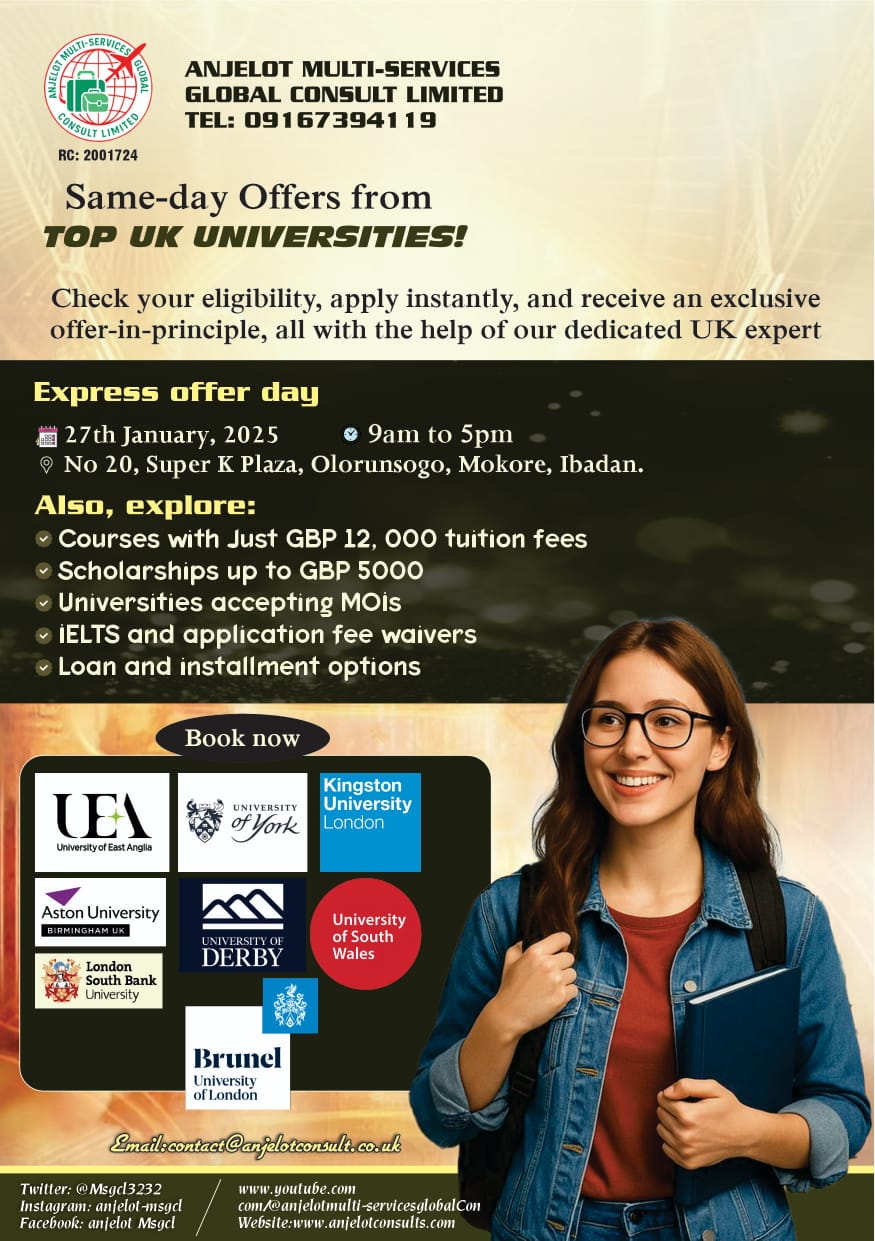 ANJELOT MULTI-SERVICES GLOBAL
CONSULT LIMITED
RC: 2001724
ANJELOT MULTI-SERVICES
GLOBAL CONSULT LIMITED
TEL: 09167394119
Same-day Offers from
TOP UK UNIVERSITIES!
Check your eligibility, apply instantly, and receive an exclusive
offer-in-principle, all with the help of our dedicated UK expert
Express offer day
27th January, 2025 9am to 5pm
No 20, Super K Plaza, Olorunsogo, Mokore, Ibadan.
Also, explore:
Courses with Just GBP 12, 000 tuition fees
Scholarships up to GBP 5000
Universities accepting MOIs
IELTS and application fee waivers
Loan and installment options
Book now
UEA
University of East Anglia
UNIVERSITY
of York
Kingston
University
London
Aston University
BIRMINGHAM UK
UNIVERSITY OF
DERBY
University
of South
Wales
London
South Bank
University
Brunel
University
of London
Email:contact@anjelotconsult.co.uk
Twitter: @Msgcl3232
Instagram: anjelot-msgcl
Facebook: anjelot Msgcl
www.youtube.com
com/@anjelotmulti-servicesglobalCon
Website:www.anjelotconsults.com